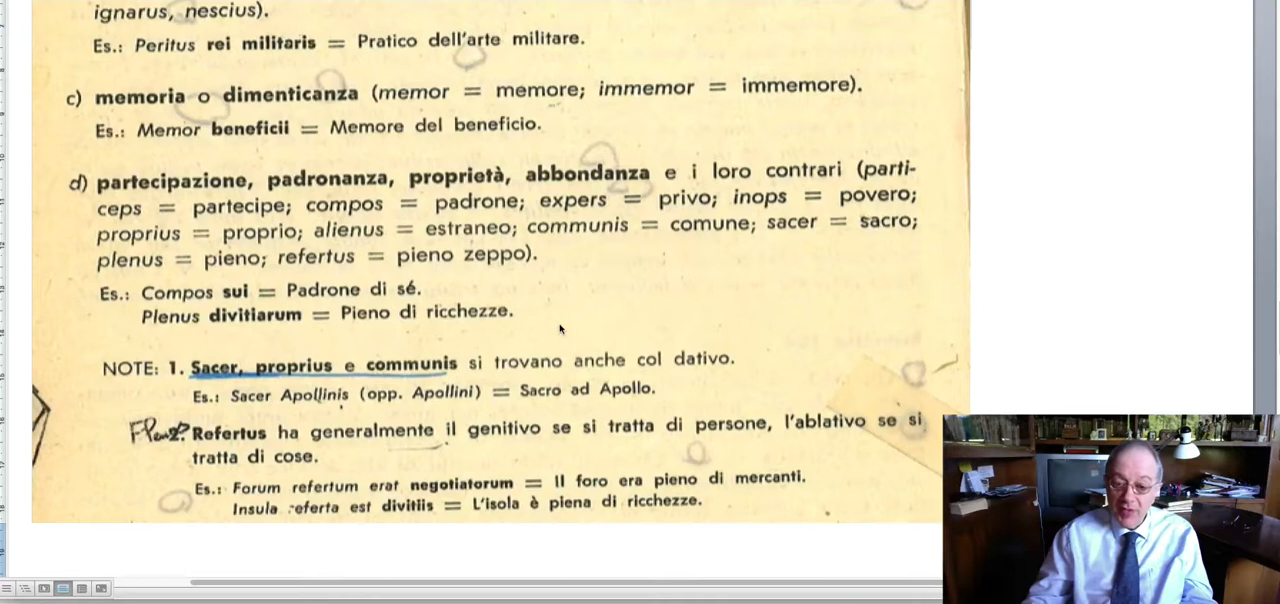 ignarus, nescius).
Es.: Peritus rei militaris = Pratico dell'arte militare.
c) memoria o dimenticanza (memor = memore; immemor = immemore).
Es.: Memor beneficii = Memore del beneficio.
d) partecipazione, padronanza, proprietà, abbondanza e i loro contrari (parti-
ceps = partecipe; compos = padrone; expers = privo; inops = povero;
proprius = proprio; alienus = estraneo; communis = comune; sacer = sacro;
plenus = pieno; refertus = pieno zeppo).
Es.: Compos sui = Padrone di sé.
Plenus divitiarum = Pieno di ricchezze.
NOTE: 1. Sacer, proprius e communis si trovano anche col dativo.
Es.: Sacer Apollinis (opp. Apollini) = Sacro ad Apollo.
2. Refertus ha generalmente il genitivo se si tratta di persone, l'ablativo se si
tratta di cose.
Es.: Forum refertum erat negotiatorum = Il foro era pieno di mercanti.
Insula referta est divitiis = L'isola è piena di ricchezze.